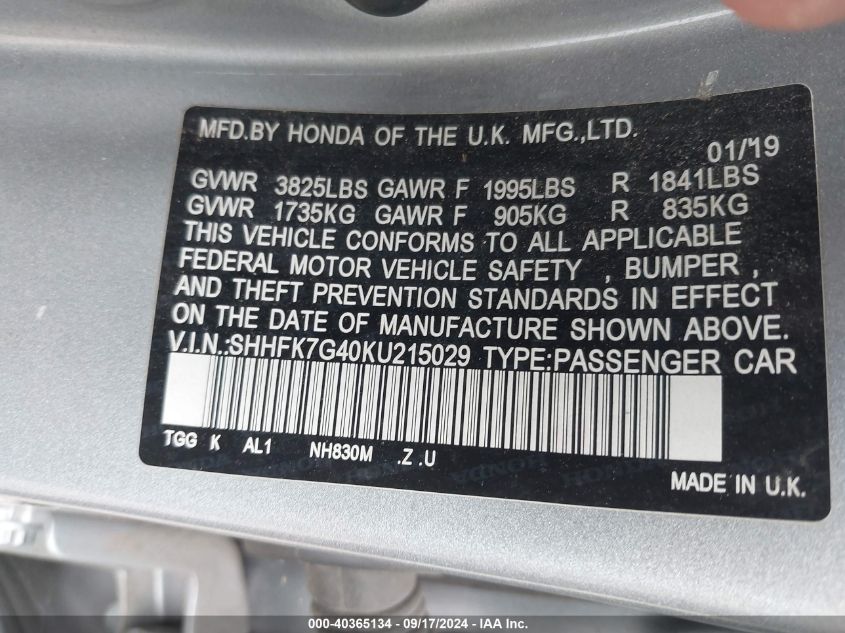 MFD.BY HONDA OF THE U.K. MFG.,LTD.
01/'19
GVWR 3825LBS GAWR F 1995LBS R 1841LBS
GVWR 1735KG GAWR F 905KG R 835KG
THIS VEHICLE CONFORMS TO ALL APPLICABLE
FEDERAL MOTOR VEHICLE SAFETY , BUMPER ,
AND THEFT PREVENTION STANDARDS IN EFFECT
ON THE DATE OF MANUFACTURE SHOWN ABOVE.
V.I.N.:SHHFK7G40KU215029 TYPE:PASSENGER CAR
TGG K AL1 NH830M .Z .U
MADE IN U.K.
000-40365134 - 09/17/2024 - IAA Inc.